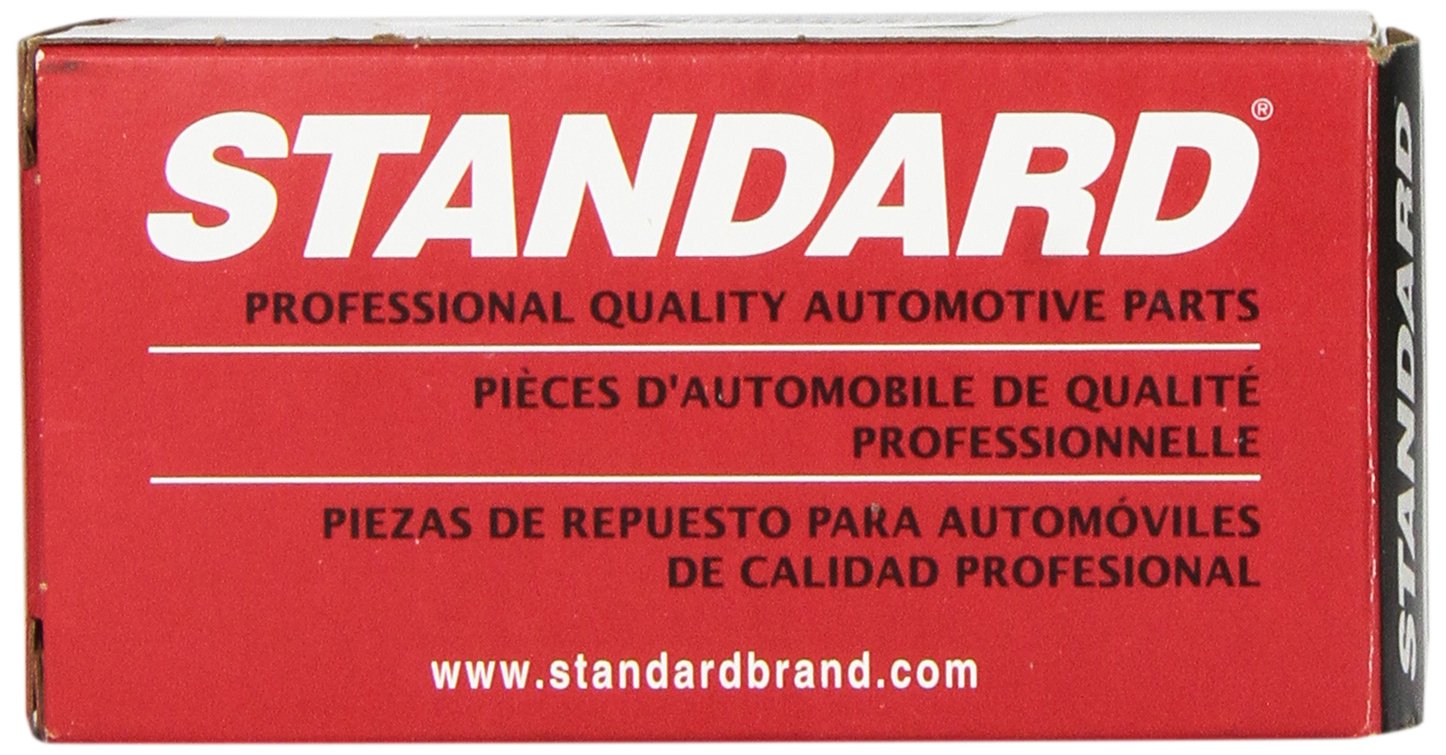 STANDARD®
PROFESSIONAL QUALITY AUTOMOTIVE PARTS
PIÈCES D'AUTOMOBILE DE QUALITÉ
PROFESSIONNELLE
PIEZAS DE REPUESTO PARA AUTOMÓVILES
DE CALIDAD PROFESIONAL
www.standardbrand.com
STANDARD